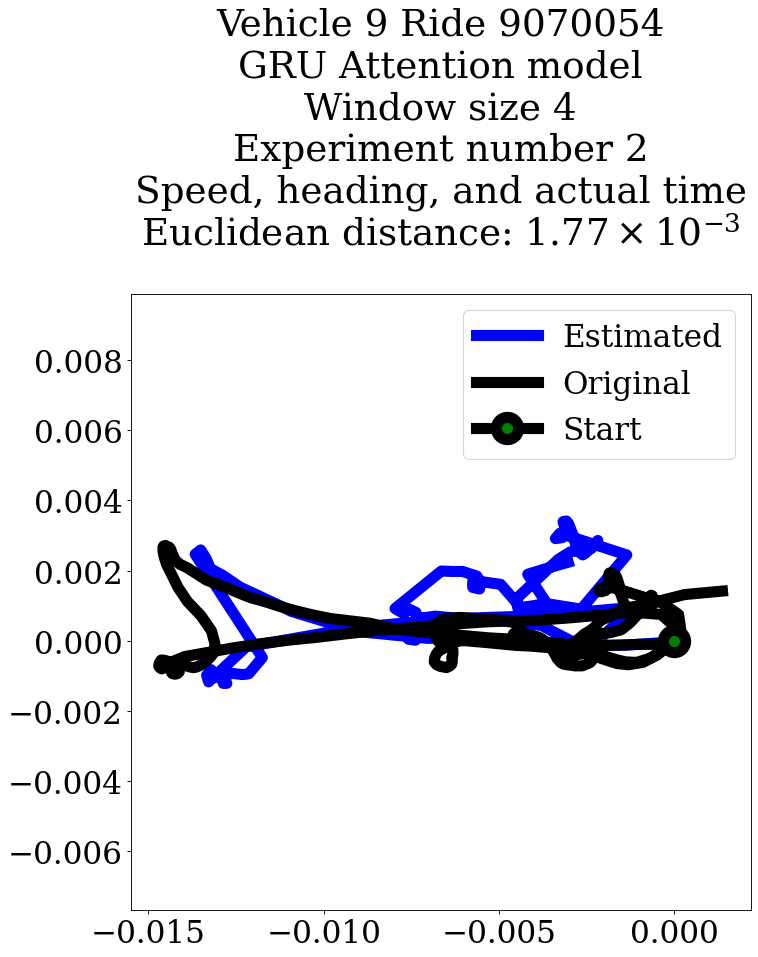 Vehicle 9 Ride 9070054
GRU Attention model
Window size 4
Experiment number 2
Speed, heading, and actual time
Euclidean distance: 1.77 × 10⁻³
Estimated
Original
Start
0.008
0.006
0.004
0.002
0.000
−0.002
−0.004
−0.006
−0.015 −0.010 −0.005 0.000